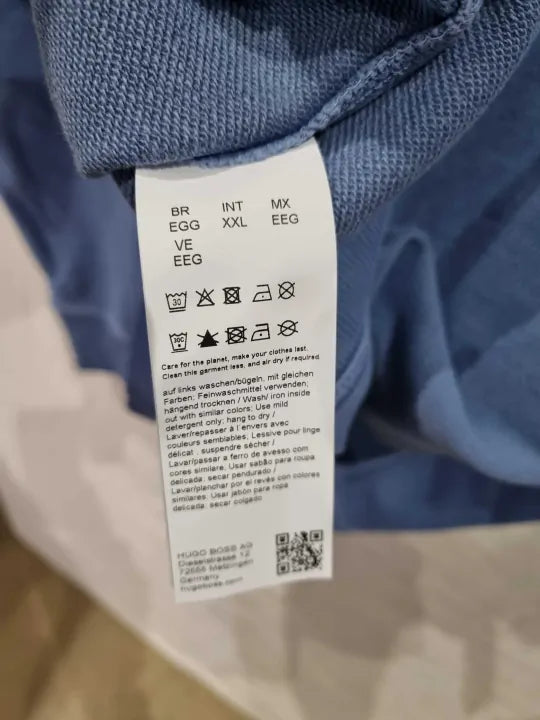 BR INT MX
EGG XXL EEG
VE
EEG
30
30C
Care for the planet, make your clothes last.
Clean this garment less, and air dry if required.
auf links waschen/bügeln, mit gleichen
Farben; Feinwaschmittel verwenden;
hängend trocknen / Wash/ iron inside
out with similar colors; Use mild
detergent only; hang to dry /
Laver/repasser à l'envers avec
couleurs semblables; Lessive pour linge
délicat ; suspendre sécher /
Lavar/passar a ferro de avesso com
cores similares; Usar sabão para roupa
delicada; secar pendurado /
Lavar/planchar por el revés con colores
similares. Usar jabón para ropa
delicada; secar colgado
HUGO BOSS AG
Dieselstrasse 12
72555 Metzingen
Germany
hugoboss.com